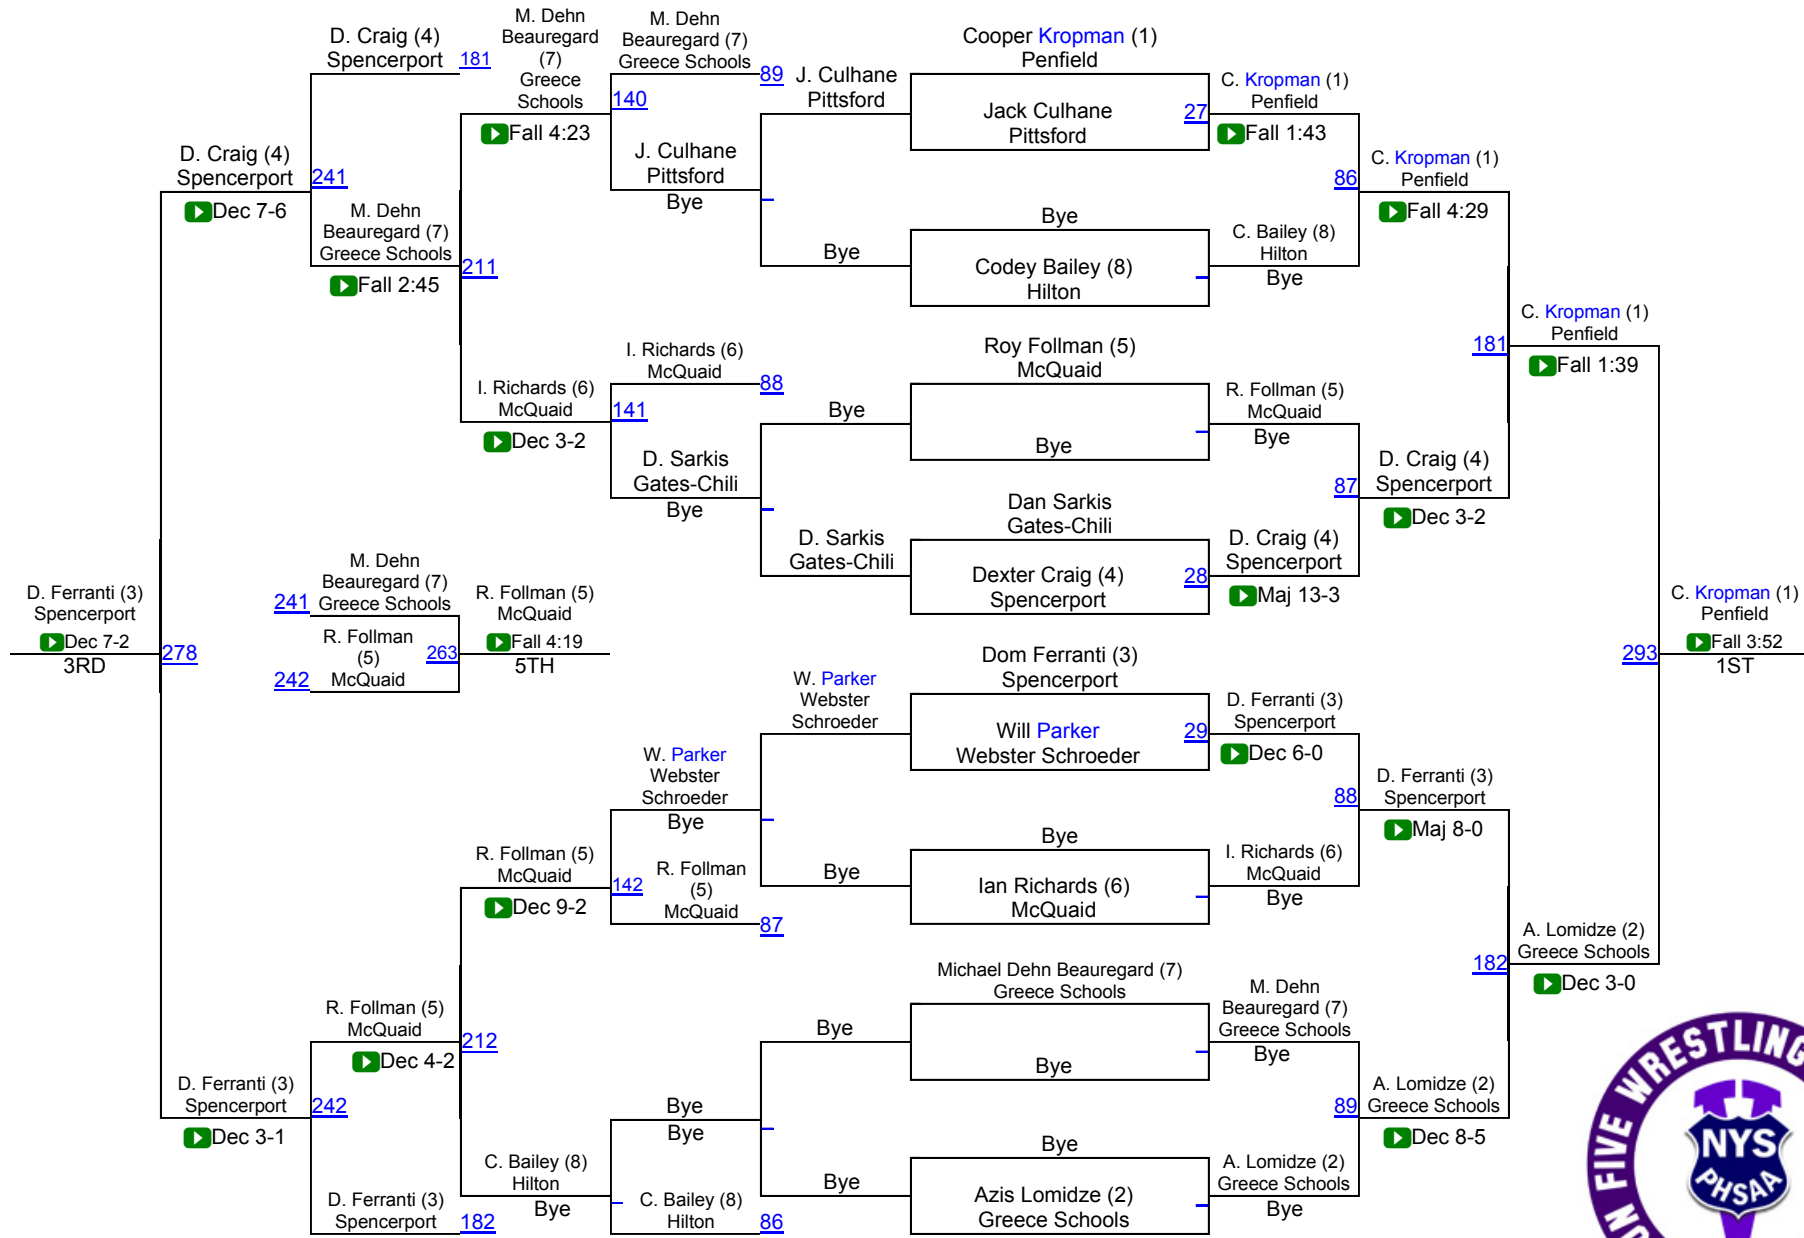 D. Craig (4)
Spencerport
181
D. Craig (4)
Spencerport
241
Dec 7-6
M. Dehn
Beauregard (7)
Greece Schools
Fall 2:45
211
M. Dehn
Beauregard
(7)
Greece
Schools
Fall 4:23
M. Dehn
Beauregard (7)
Greece Schools
89
140
J. Culhane
Pittsford
Bye
J. Culhane
Pittsford
Bye
I. Richards (6)
McQuaid
Dec 3-2
I. Richards (6)
McQuaid
88
141
D. Sarkis
Gates-Chili
Bye
Bye
D. Sarkis
Gates-Chili
Cooper Kropman (1)
Penfield
Jack Culhane
Pittsford
27
C. Kropman (1)
Penfield
Fall 1:43
Bye
Codey Bailey (8)
Hilton
C. Bailey (8)
Hilton
Bye
86
C. Kropman (1)
Penfield
Fall 4:29
Roy Follman (5)
McQuaid
Bye
R. Follman (5)
McQuaid
Bye
Dan Sarkis
Gates-Chili
Dexter Craig (4)
Spencerport
28
D. Craig (4)
Spencerport
Maj 13-3
87
D. Craig (4)
Spencerport
Dec 3-2
181
C. Kropman (1)
Penfield
Fall 1:39
D. Ferranti (3)
Spencerport
Dec 7-2
3RD
278
241
M. Dehn
Beauregard (7)
Greece Schools
242
R. Follman
(5)
McQuaid
263
R. Follman (5)
McQuaid
Fall 4:19
5TH
293
C. Kropman (1)
Penfield
Fall 3:52
1ST
W. Parker
Webster
Schroeder
Bye
W. Parker
Webster
Schroeder
Bye
R. Follman (5)
McQuaid
Dec 9-2
142
R. Follman
(5)
McQuaid
87
R. Follman (5)
McQuaid
Dec 4-2
212
D. Ferranti (3)
Spencerport
Dec 3-1
242
D. Ferranti (3)
Spencerport
182
C. Bailey (8)
Hilton
Bye
Bye
Bye
C. Bailey (8)
Hilton
86
Bye
Bye
Dom Ferranti (3)
Spencerport
Will Parker
Webster Schroeder
29
D. Ferranti (3)
Spencerport
Dec 6-0
Bye
Ian Richards (6)
McQuaid
I. Richards (6)
McQuaid
Bye
88
D. Ferranti (3)
Spencerport
Maj 8-0
Michael Dehn Beauregard (7)
Greece Schools
Bye
M. Dehn
Beauregard (7)
Greece Schools
Bye
Bye
Azis Lomidze (2)
Greece Schools
A. Lomidze (2)
Greece Schools
Bye
89
A. Lomidze (2)
Greece Schools
Dec 8-5
182
A. Lomidze (2)
Greece Schools
Dec 3-0
FIVE WRESTLING
NYS
PHSAA